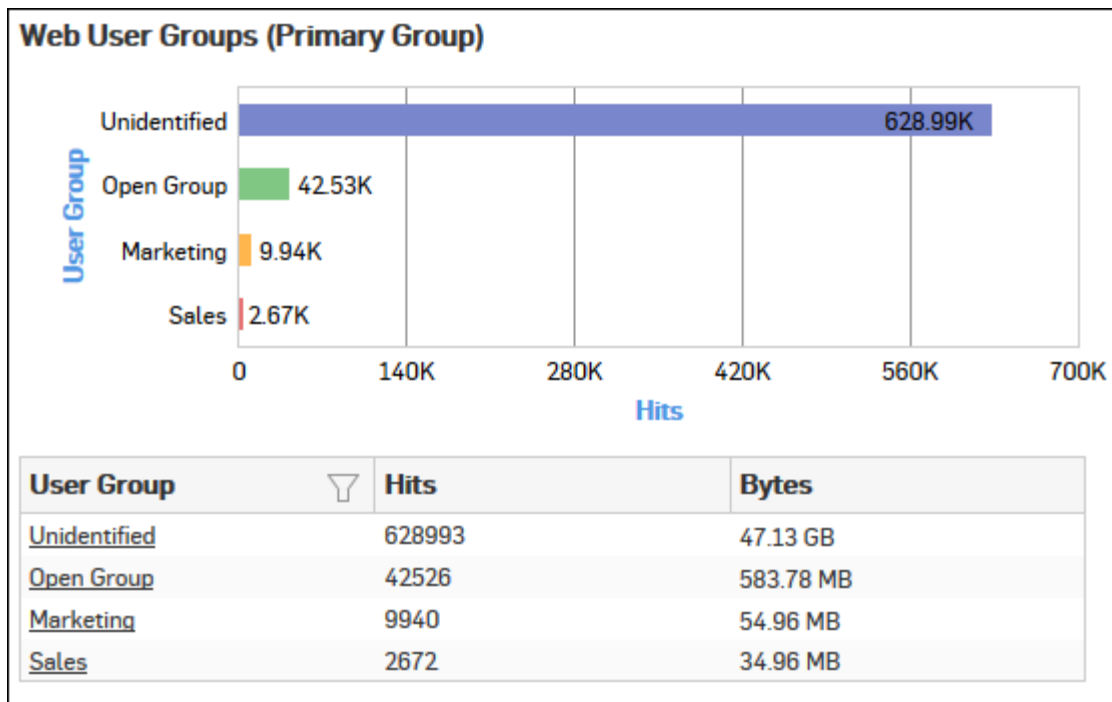 Web User Groups (Primary Group)
User Group
Unidentified 628.99K
Open Group 42.53K
Marketing 9.94K
Sales 2.67K
0 140K 280K 420K 560K 700K
Hits
User Group Hits Bytes
Unidentified 628993 47.13 GB
Open Group 42526 583.78 MB
Marketing 9940 54.96 MB
Sales 2672 34.96 MB